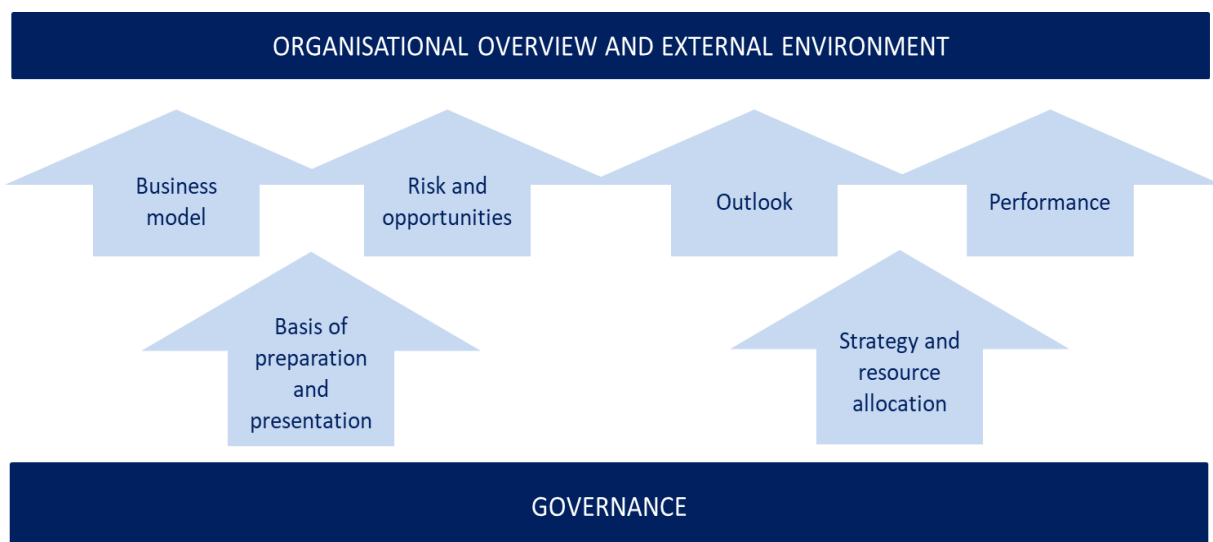 ORGANISATIONAL OVERVIEW AND EXTERNAL ENVIRONMENT
Business
model
Risk and
opportunities
Outlook
Performance
Basis of
preparation
and
presentation
Strategy and
resource
allocation
GOVERNANCE